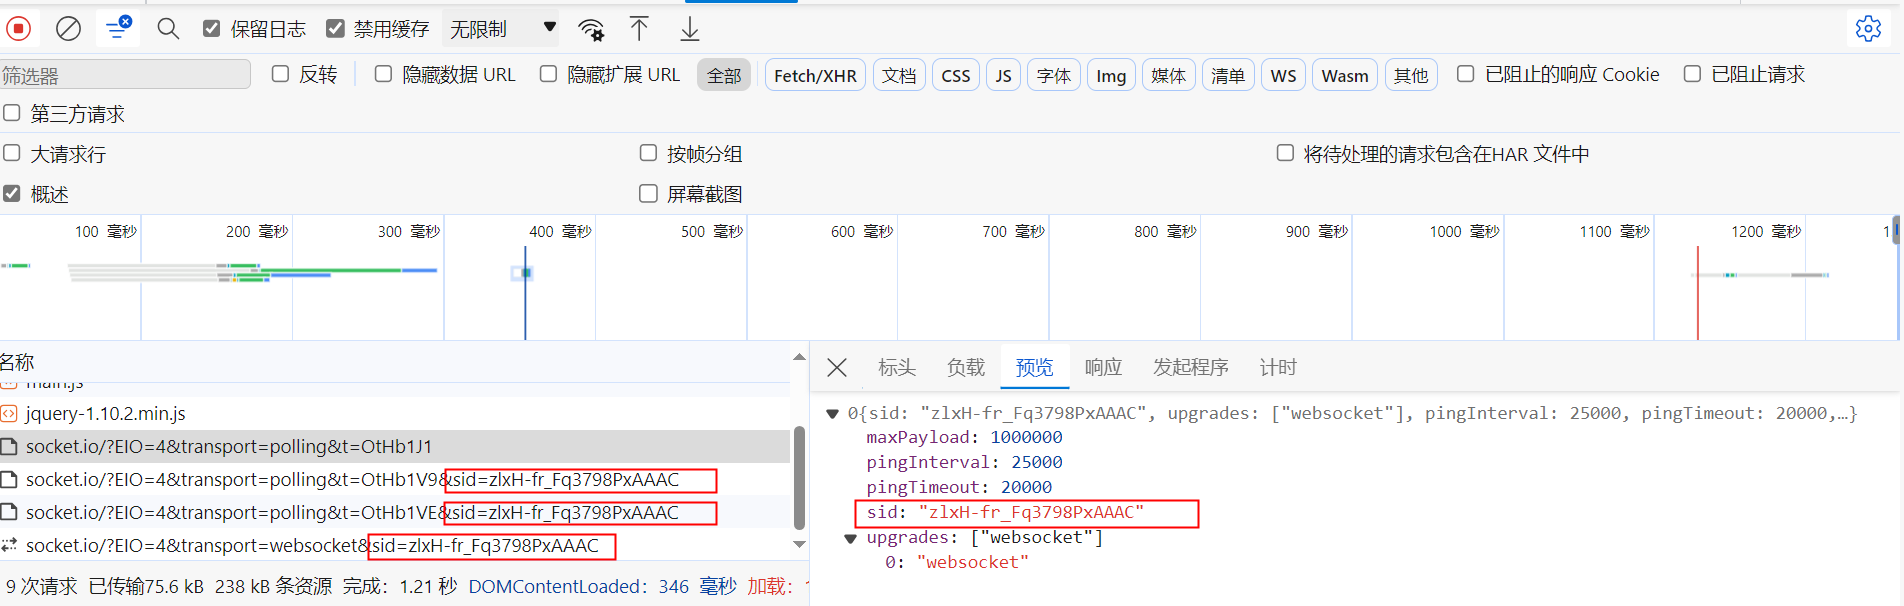 保留日志 禁用缓存 无限制
筛选器 反转 隐藏数据 URL 隐藏扩展 URL 全部 Fetch/XHR 文档 CSS JS 字体 Img 媒体 清单 WS Wasm 其他 已阻止的响应 Cookie 已阻止请求
第三方请求
大请求行 按帧分组 将待处理的请求包含在HAR 文件中
概述 屏幕截图
100 毫秒 200 毫秒 300 毫秒 400 毫秒 500 毫秒 600 毫秒 700 毫秒 800 毫秒 900 毫秒 1000 毫秒 1100 毫秒 1200 毫秒 1
名称
main.js
jquery-1.10.2.min.js
socket.io/?EIO=4&transport=polling&t=OtHb1J1
socket.io/?EIO=4&transport=polling&t=OtHb1V9&sid=zlxH-fr_Fq3798PxAAAC
socket.io/?EIO=4&transport=polling&t=OtHb1VE&sid=zlxH-fr_Fq3798PxAAAC
socket.io/?EIO=4&transport=websocket&sid=zlxH-fr_Fq3798PxAAAC
9 次请求 已传输75.6 kB 238 kB 条资源 完成: 1.21 秒 DOMContentLoaded: 346 毫秒 加载: 1
标头 负载 预览 响应 发起程序 计时
0{sid: "zlxH-fr_Fq3798PxAAAC", upgrades: ["websocket"], pingInterval: 25000, pingTimeout: 20000,…}
maxPayload: 1000000
pingInterval: 25000
pingTimeout: 20000
sid: "zlxH-fr_Fq3798PxAAAC"
upgrades: ["websocket"]
0: "websocket"